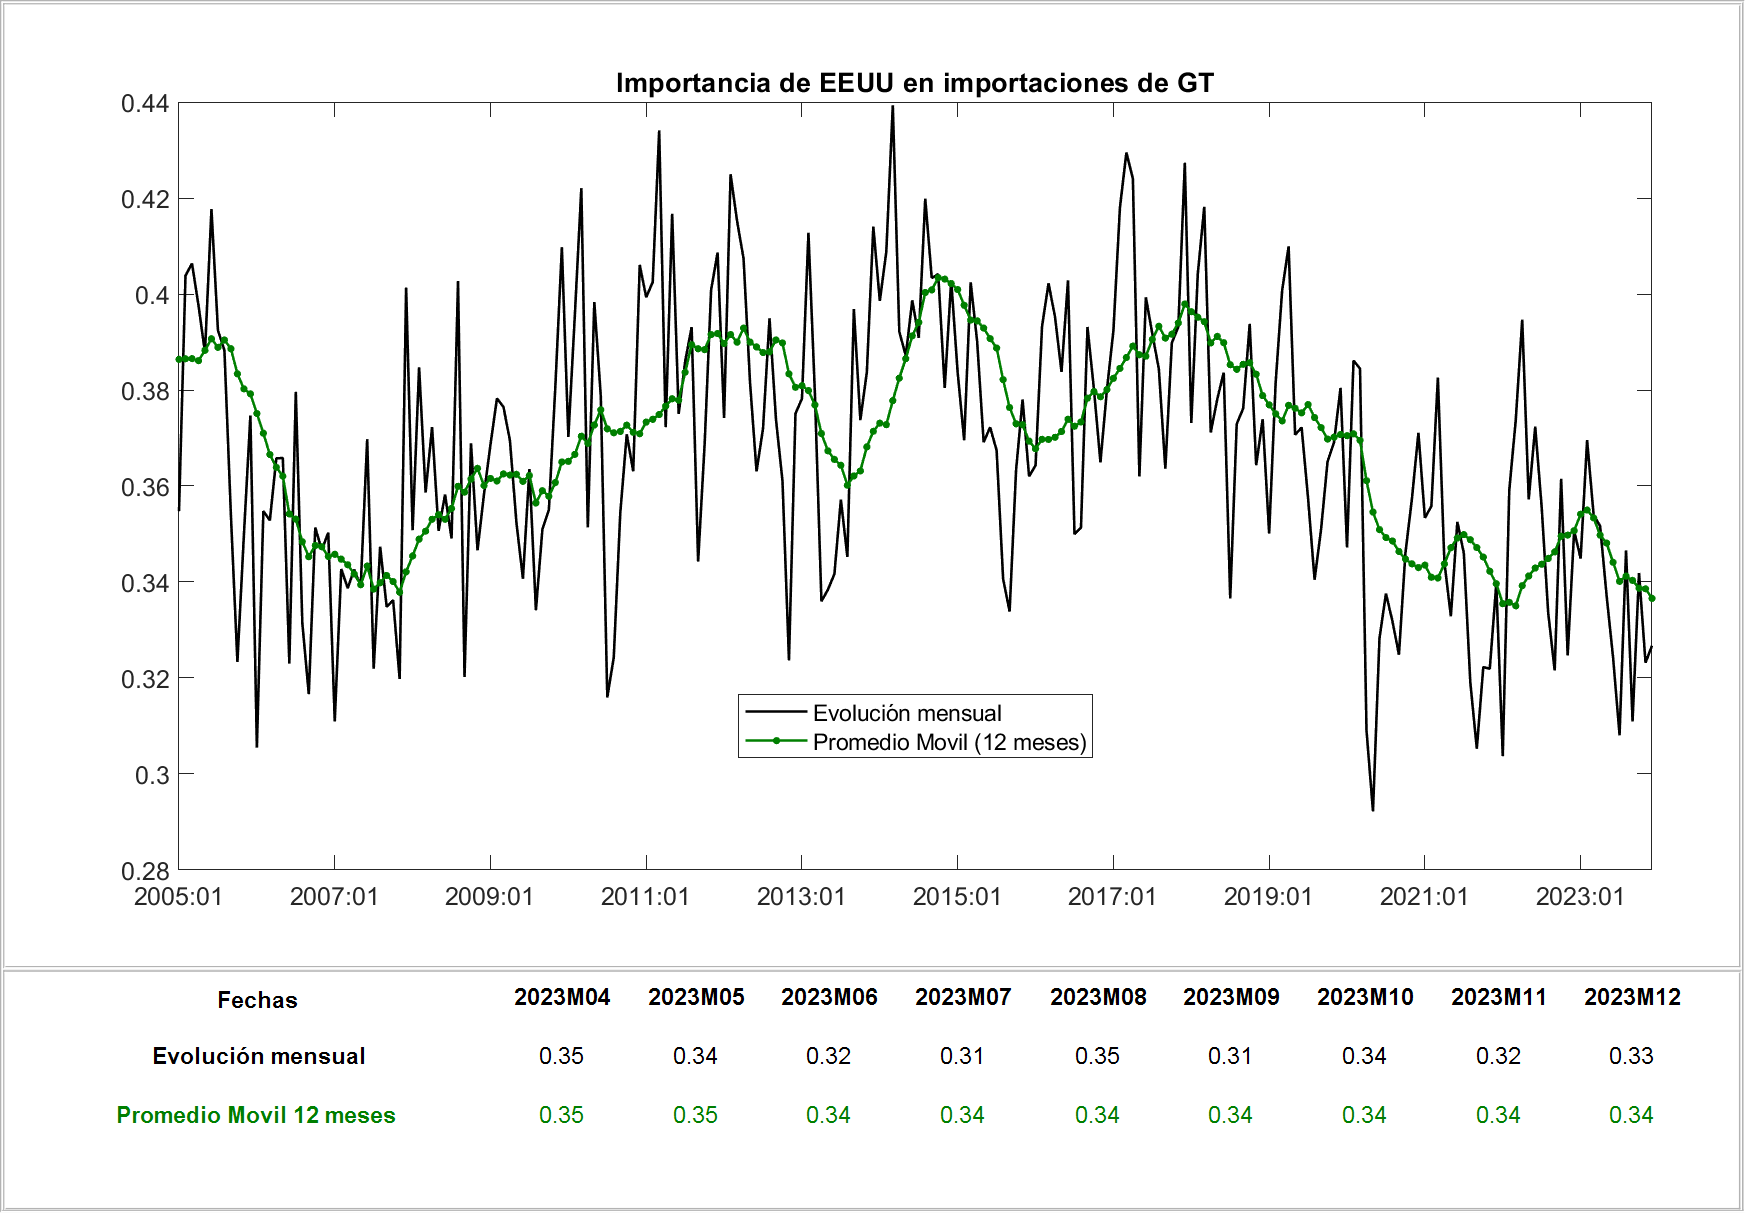 Importancia de EEUU en importaciones de GT
0.44
0.42
0.4
0.38
0.36
0.34
0.32
0.3
0.28
2005:01 2007:01 2009:01 2011:01 2013:01 2015:01 2017:01 2019:01 2021:01 2023:01
Evolución mensual
Promedio Movil (12 meses)
Fechas 2023M04 2023M05 2023M06 2023M07 2023M08 2023M09 2023M10 2023M11 2023M12
Evolución mensual 0.35 0.34 0.32 0.31 0.35 0.31 0.34 0.32 0.33
Promedio Movil 12 meses 0.35 0.35 0.34 0.34 0.34 0.34 0.34 0.34 0.34